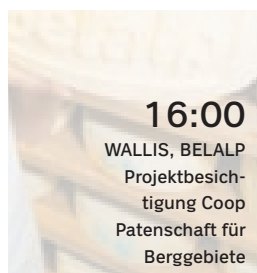 16:00
WALLIS, BELALP
Projektbesich-
tigung Coop
Patenschaft für
Berggebiete